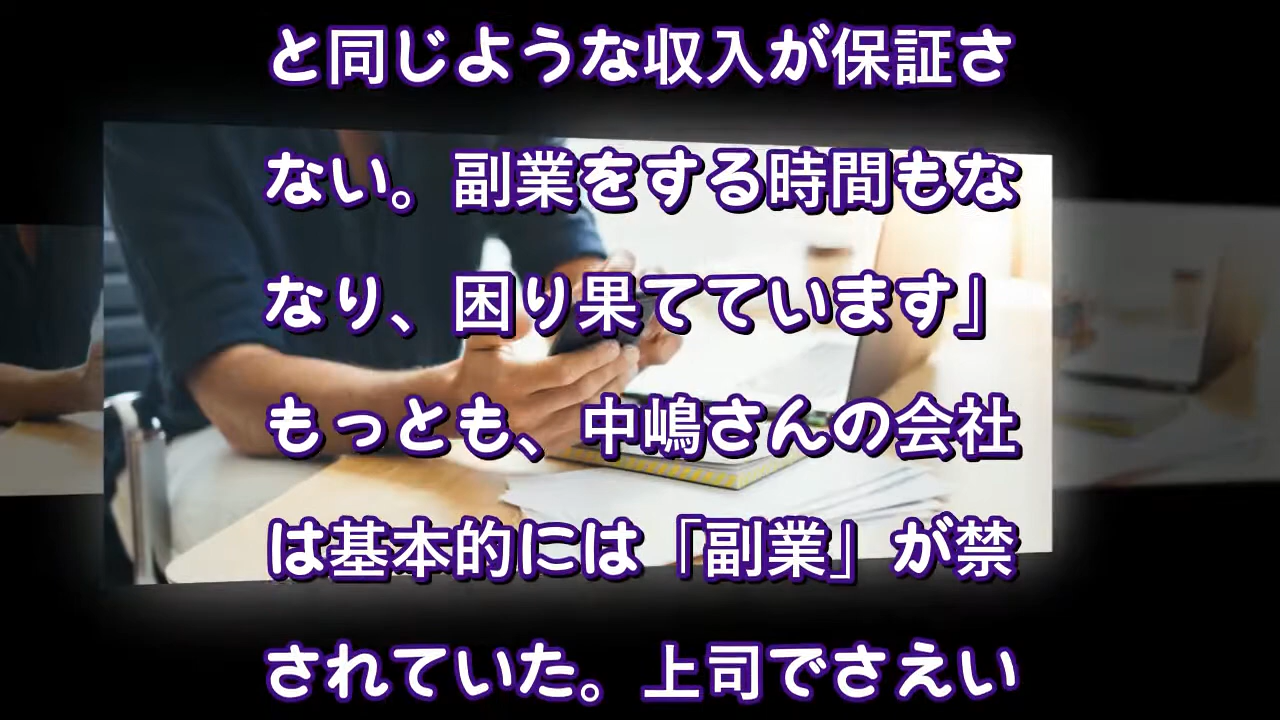 と同じような収入が保証さ
ない。副業をする時間もな
なり、困り果てています」
もっとも、中嶋さんの会社
は基本的には「副業」が禁
されていた。上司でさえい